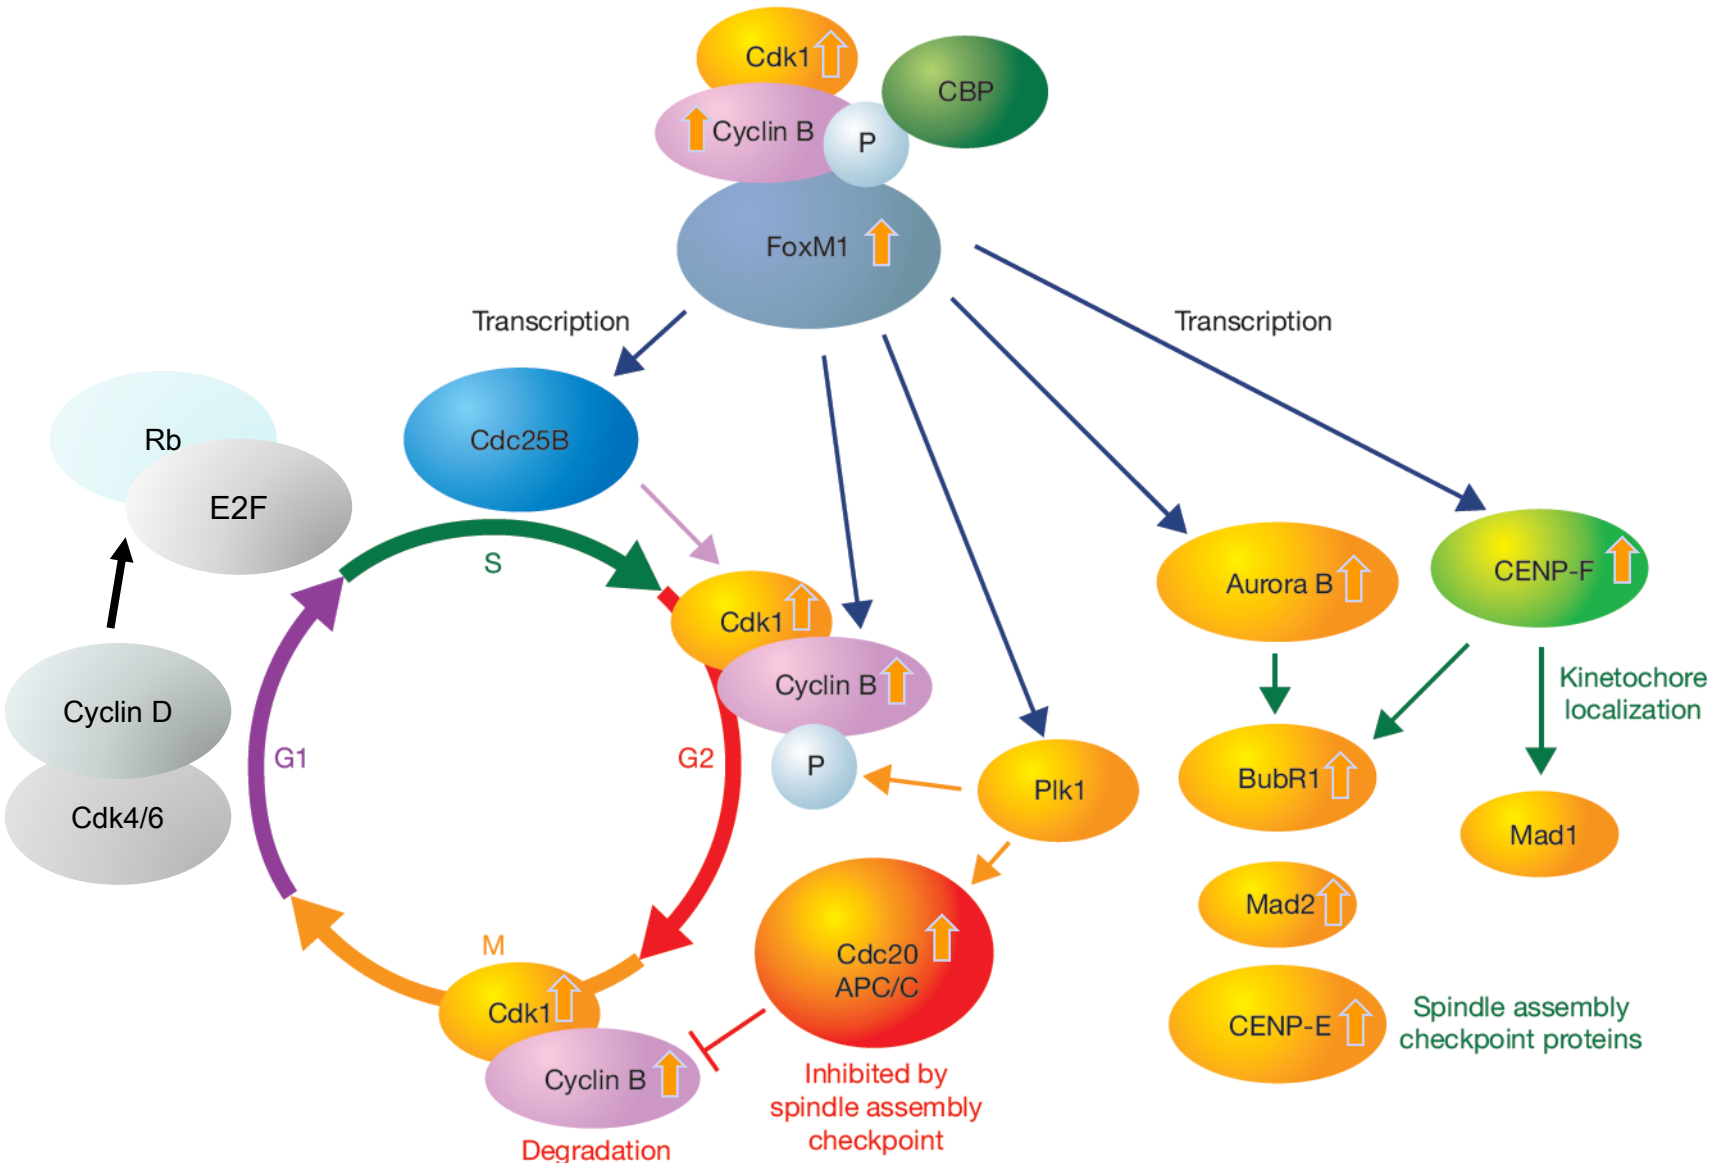 Cdk1
CBP
Cyclin B
P
FoxM1
Transcription
Transcription
Rb
Cdc25B
E2F
S
CENP-F
Aurora B
Cdk1
Kinetochore
localization
Cyclin B
Cyclin D
G1
G2
P
BubR1
Plk1
Cdk4/6
Mad1
Mad2
M
Cdc20
APC/C
Cdk1
CENP-E
Spindle assembly
checkpoint proteins
Cyclin B
Inhibited by
spindle assembly
checkpoint
Degradation